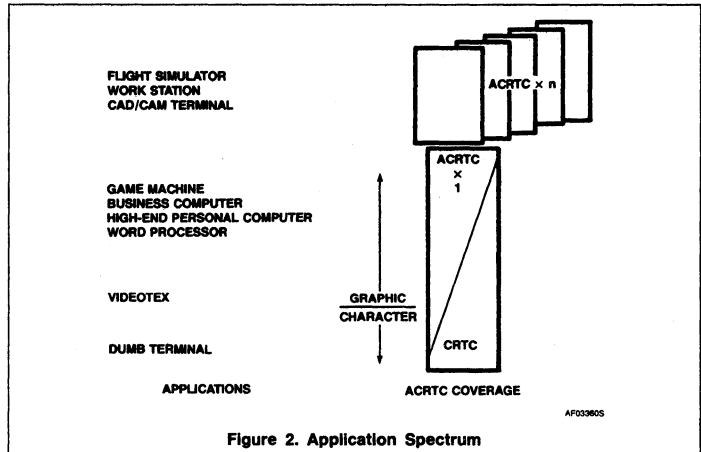 FLIGHT SIMULATOR
WORK STATION
CAD/CAM TERMINAL
ACRTC × n
ACRTC
×
1
GAME MACHINE
BUSINESS COMPUTER
HIGH-END PERSONAL COMPUTER
WORD PROCESSOR
VIDEOTEX
GRAPHIC
CHARACTER
DUMB TERMINAL
CRTC
APPLICATIONS
ACRTC COVERAGE
AF03360S
Figure 2. Application Spectrum